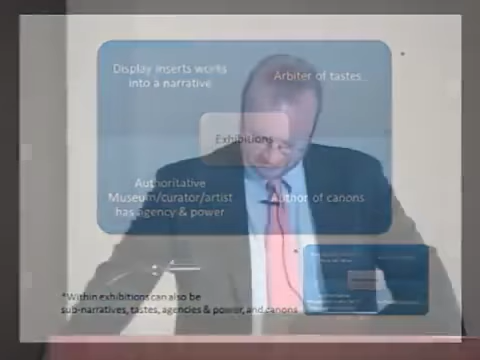 Display inserts works
into a narrative
Arbiter of tastes.
Exhibitions
Authoritative
Museum/curator/artist
has agency & power
Author of canons
*Within exhibitions can also be
sub-narratives, tastes, agencies & power, and canons